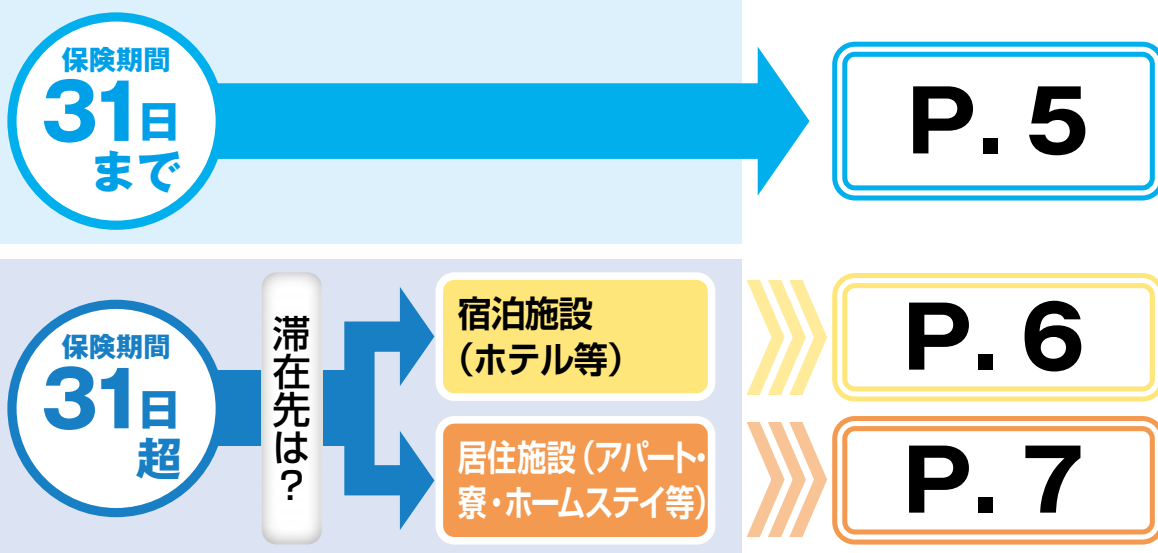 保険期間
31日
まで
P. 5
保険期間
31日
超
滞在先は？
宿泊施設
（ホテル等）
P. 6
居住施設（アパート・
寮・ホームステイ等）
P. 7